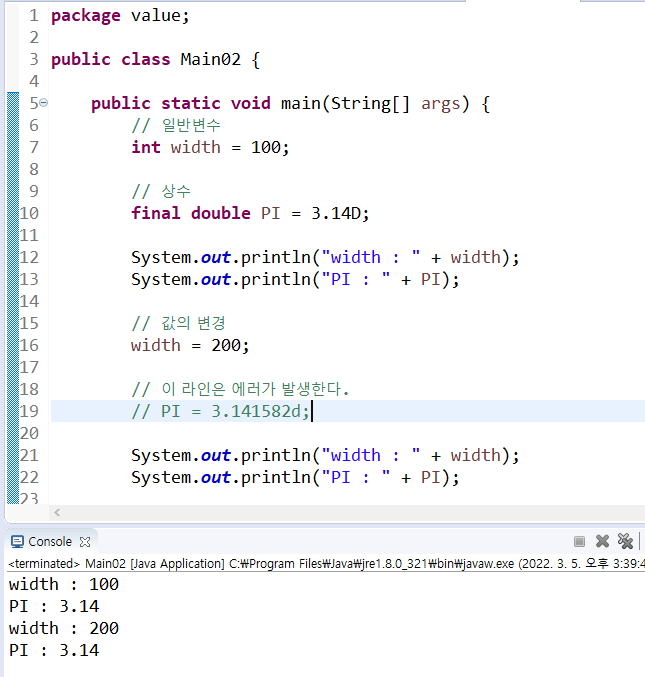 1 package value;
2
3 public class Main02 {
4
5 public static void main(String[] args) {
6 // 일반변수
7 int width = 100;
8
9 // 상수
10 final double PI = 3.14D;
11
12 System.out.println("width : " + width);
13 System.out.println("PI : " + PI);
14
15 // 값의 변경
16 width = 200;
17
18 // 이 라인은 에러가 발생한다.
19 // PI = 3.141582d;
20
21 System.out.println("width : " + width);
22 System.out.println("PI : " + PI);
23
Console
<terminated> Main02 [Java Application] C:₩Program Files₩Java₩jre1.8.0_321₩bin₩javaw.exe (2022. 3. 5. 오후 3:39:4
width : 100
PI : 3.14
width : 200
PI : 3.14